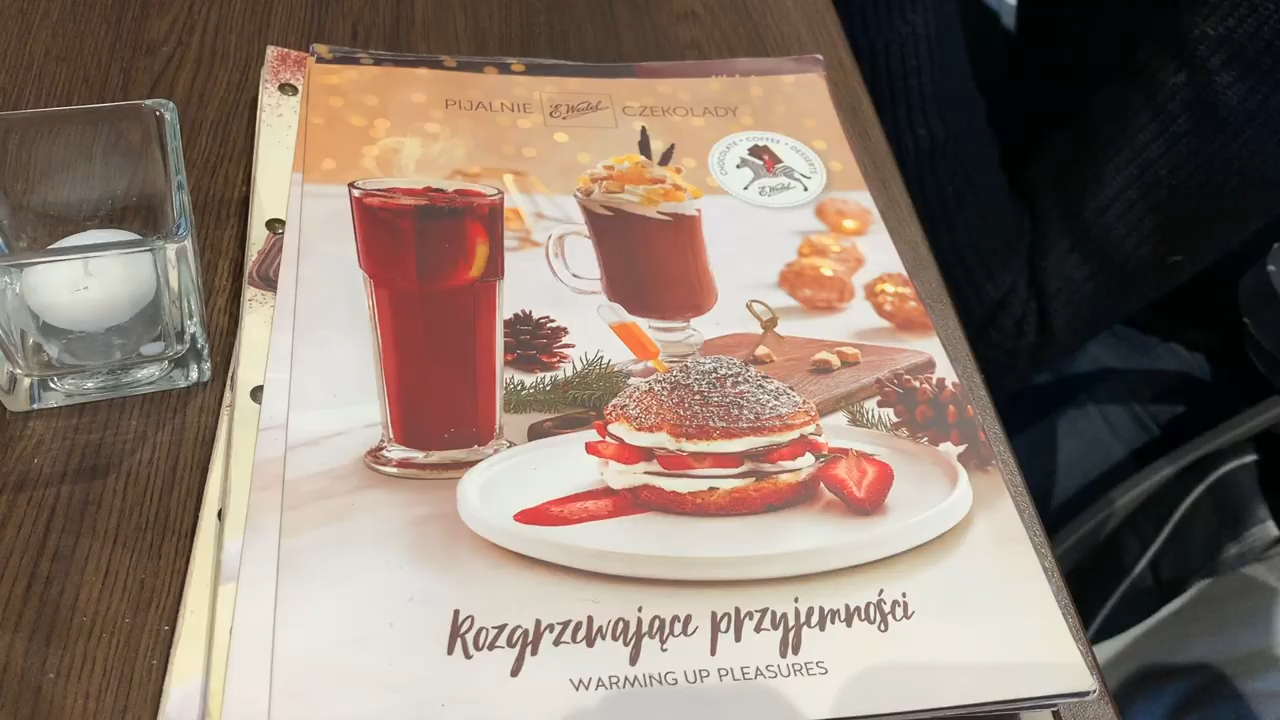 PIJALNIE E.Wedel CZEKOLADY
CHOCOLATE • COFFEE • DESSERTS
E.Wedel
Rozgrzewające przyjemności
WARMING UP PLEASURES